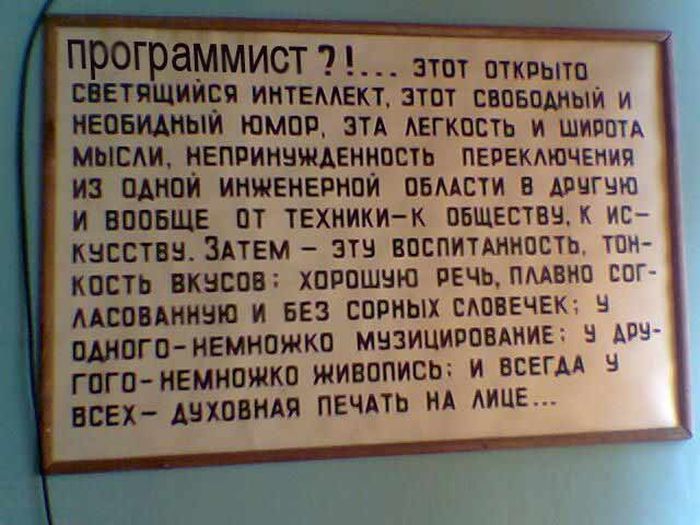 программист?!... ЭТОТ ОТКРЫТО
СВЕТЯЩИЙСЯ ИНТЕЛЛЕКТ, ЭТОТ СВОБОДНЫЙ И
НЕОБИДНЫЙ ЮМОР, ЭТА ЛЕГКОСТЬ И ШИРОТА
МЫСЛИ, НЕПРИНУЖДЕННОСТЬ ПЕРЕКЛЮЧЕНИЯ
ИЗ ОДНОЙ ИНЖЕНЕРНОЙ ОБЛАСТИ В ДРУГУЮ
И ВООБЩЕ ОТ ТЕХНИКИ-К ОБЩЕСТВУ, К ИС-
КУССТВУ. ЗАТЕМ - ЭТУ ВОСПИТАННОСТЬ, ТОН-
КОСТЬ ВКУСОВ: ХОРОШУЮ РЕЧЬ, ПЛАВНО СОГ-
ЛАСОВАННУЮ И БЕЗ СОРНЫХ СЛОВЕЧЕК; У
ОДНОГО-НЕМНОЖКО МУЗИЦИРОВАНИЕ; У ДРУ-
ГОГО-НЕМНОЖКО ЖИВОПИСЬ; И ВСЕГДА У
ВСЕХ- ДУХОВНАЯ ПЕЧАТЬ НА ЛИЦЕ...